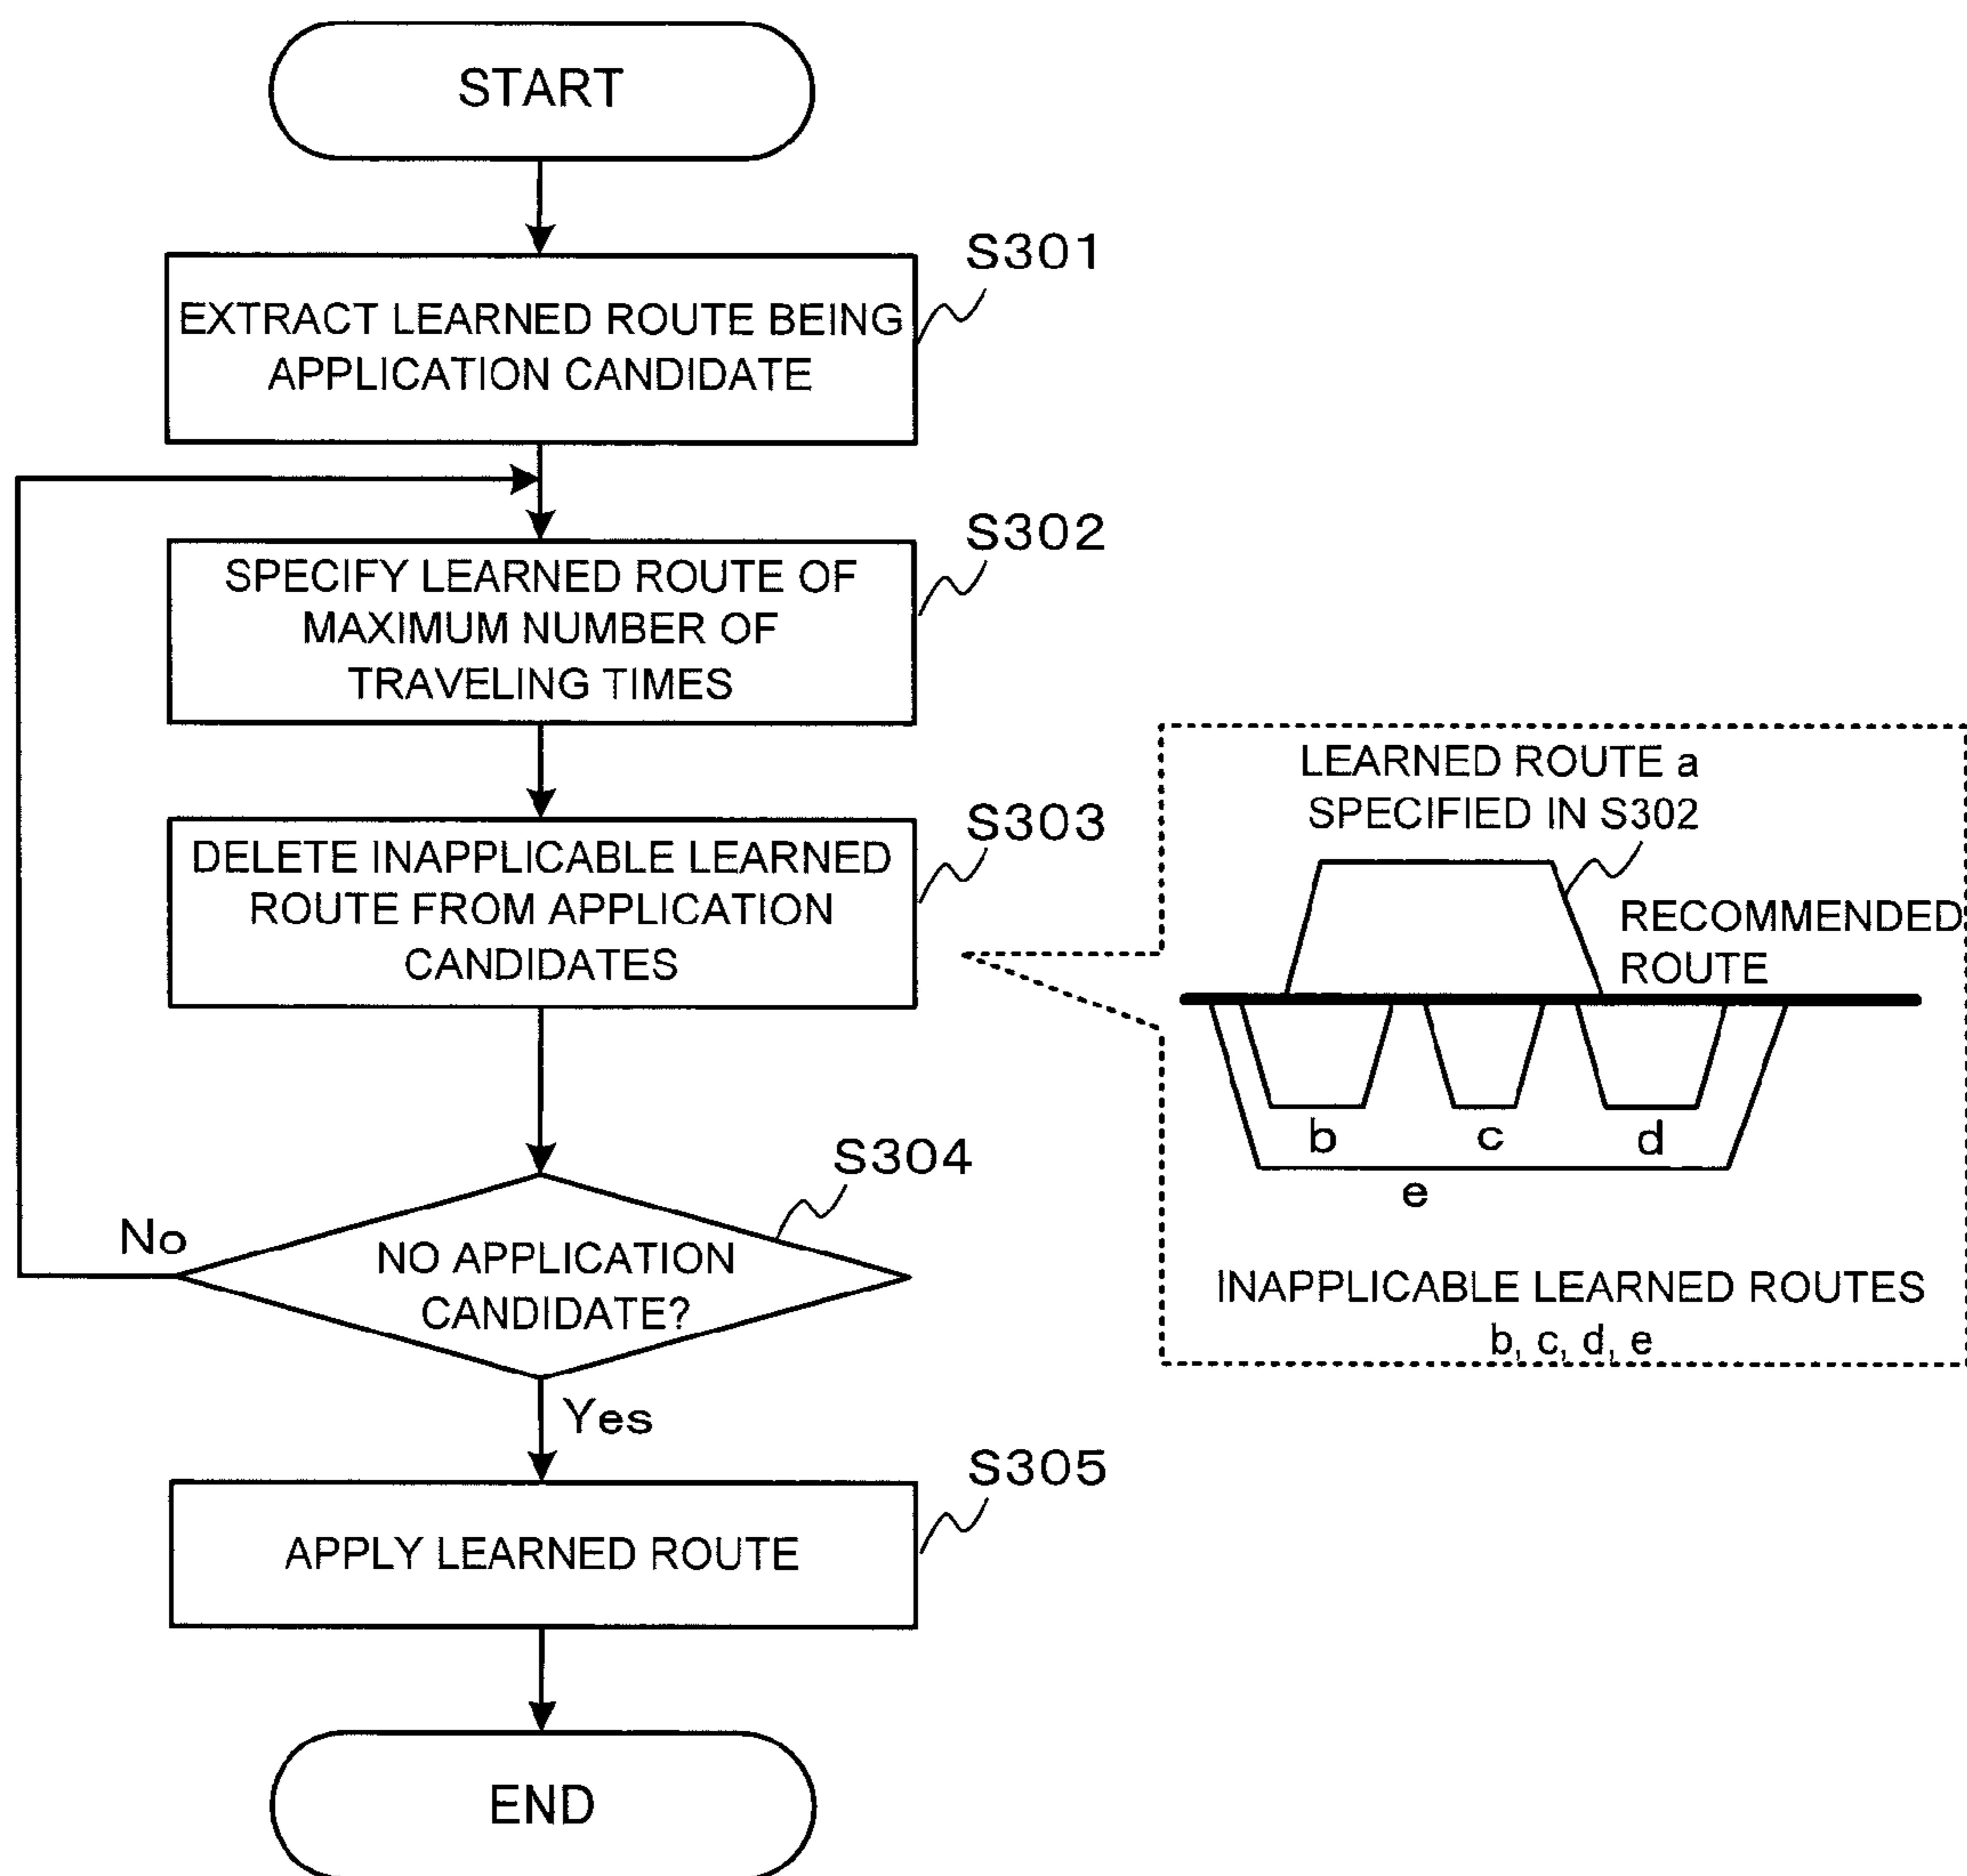 START
S301
EXTRACT LEARNED ROUTE BEING
APPLICATION CANDIDATE
S302
SPECIFY LEARNED ROUTE OF
MAXIMUM NUMBER OF
TRAVELING TIMES
S303
DELETE INAPPLICABLE LEARNED
ROUTE FROM APPLICATION
CANDIDATES
LEARNED ROUTE a
SPECIFIED IN S302
RECOMMENDED
ROUTE
b c d
e
INAPPLICABLE LEARNED ROUTES
b, c, d, e
S304
No
NO APPLICATION
CANDIDATE?
Yes
S305
APPLY LEARNED ROUTE
END